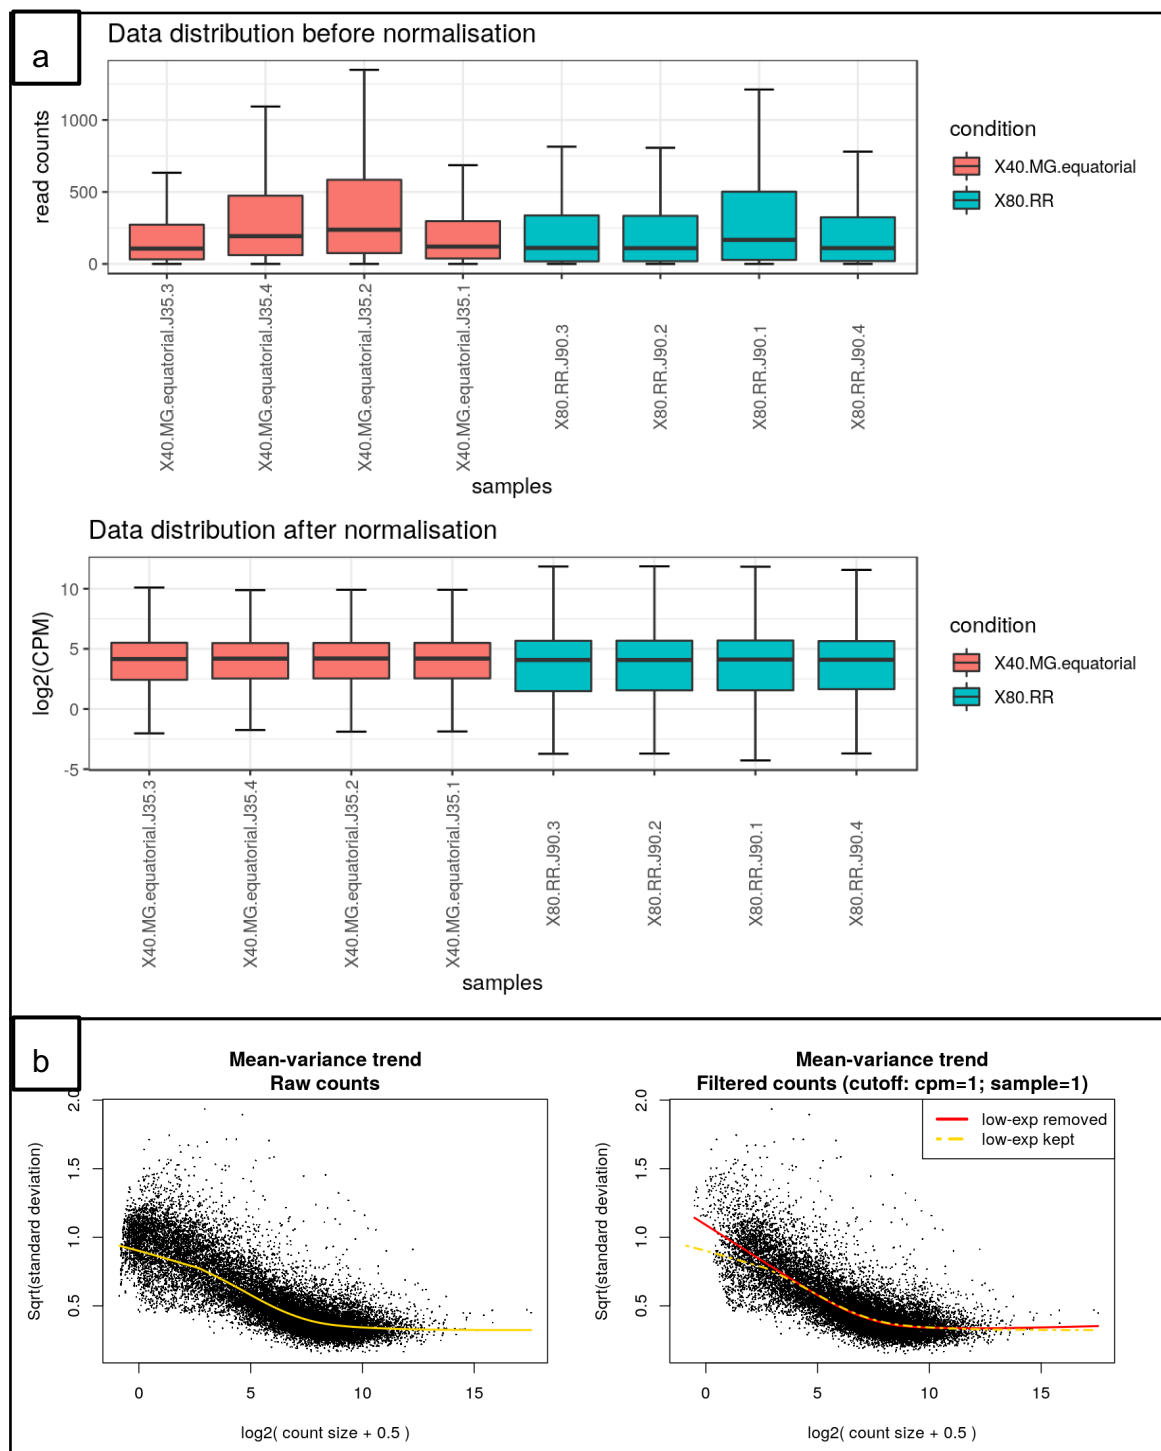 a
Data distribution before normalisation
read counts
1000
500
0
X40.MG.equatorial.J35.3
X40.MG.equatorial.J35.4
X40.MG.equatorial.J35.2
X40.MG.equatorial.J35.1
X80.RR.J90.3
X80.RR.J90.2
X80.RR.J90.1
X80.RR.J90.4
samples
condition
X40.MG.equatorial
X80.RR
Data distribution after normalisation
log2(CPM)
10
5
0
-5
X40.MG.equatorial.J35.3
X40.MG.equatorial.J35.4
X40.MG.equatorial.J35.2
X40.MG.equatorial.J35.1
X80.RR.J90.3
X80.RR.J90.2
X80.RR.J90.1
X80.RR.J90.4
samples
condition
X40.MG.equatorial
X80.RR
b
Mean-variance trend
Raw counts
Sqrt(standard deviation)
2.0
1.5
1.0
0.5
0 5 10 15
log2( count size + 0.5 )
Mean-variance trend
Filtered counts (cutoff: cpm=1; sample=1)
low-exp removed
low-exp kept
Sqrt(standard deviation)
2.0
1.5
1.0
0.5
0 5 10 15
log2( count size + 0.5 )